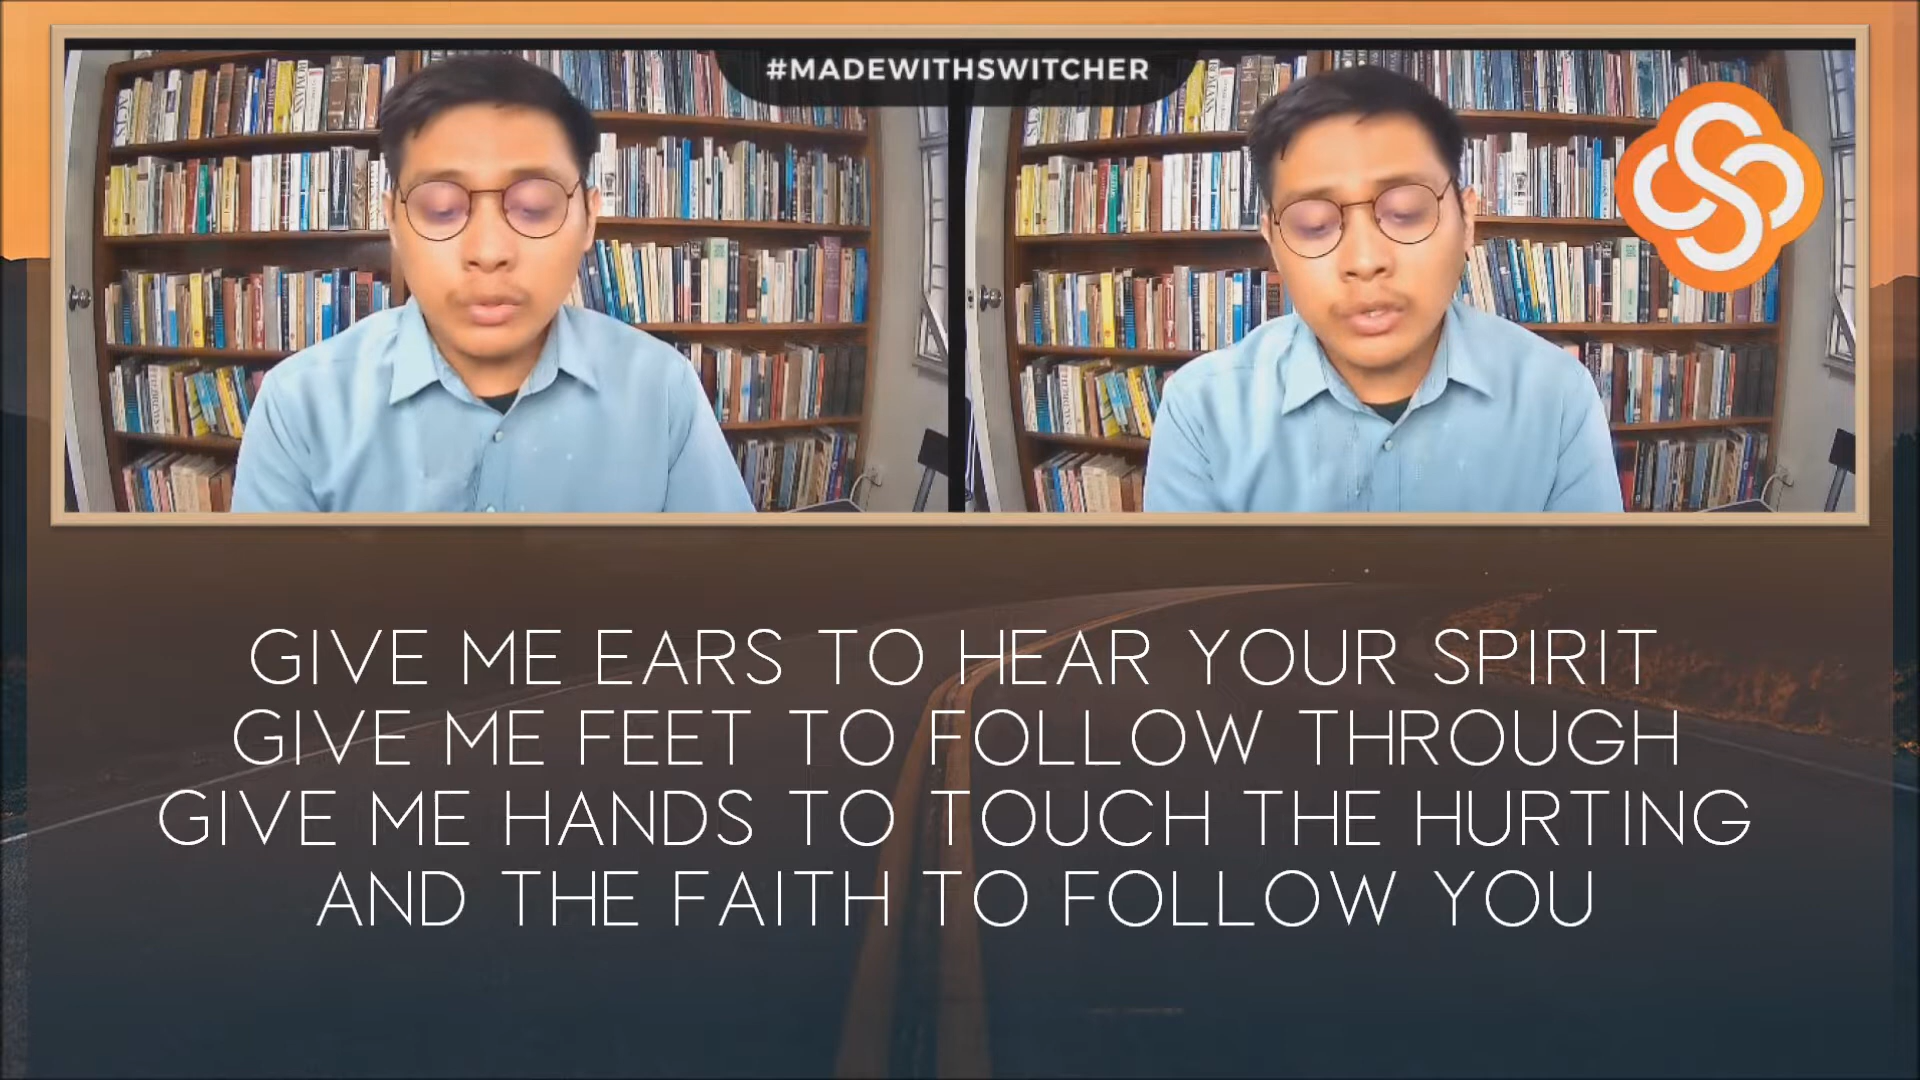 #MADEWITHSWITCHER
GIVE ME EARS TO HEAR YOUR SPIRIT
GIVE ME FEET TO FOLLOW THROUGH
GIVE ME HANDS TO TOUCH THE HURTING
AND THE FAITH TO FOLLOW YOU